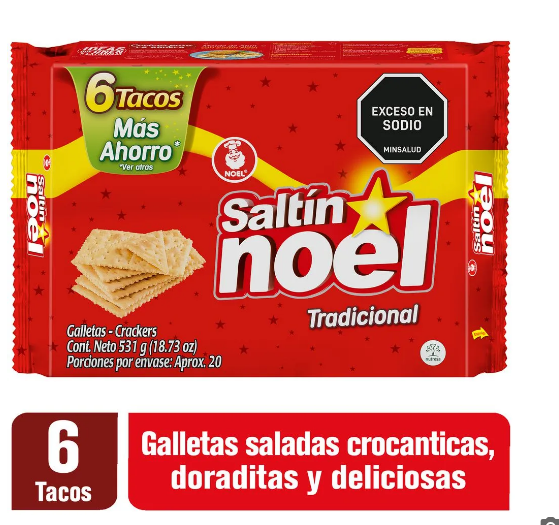 6 Tacos
Más
Ahorro*
*Ver atrás
EXCESO EN
SODIO
MINSALUD
NOEL®
Saltín
noel
Tradicional
Saltín
noel
Saltín
noel
Galletas - Crackers
Cont. Neto 531 g (18.73 oz)
Porciones por envase: Aprox. 20
6
Tacos
Galletas saladas crocanticas,
doraditas y deliciosas